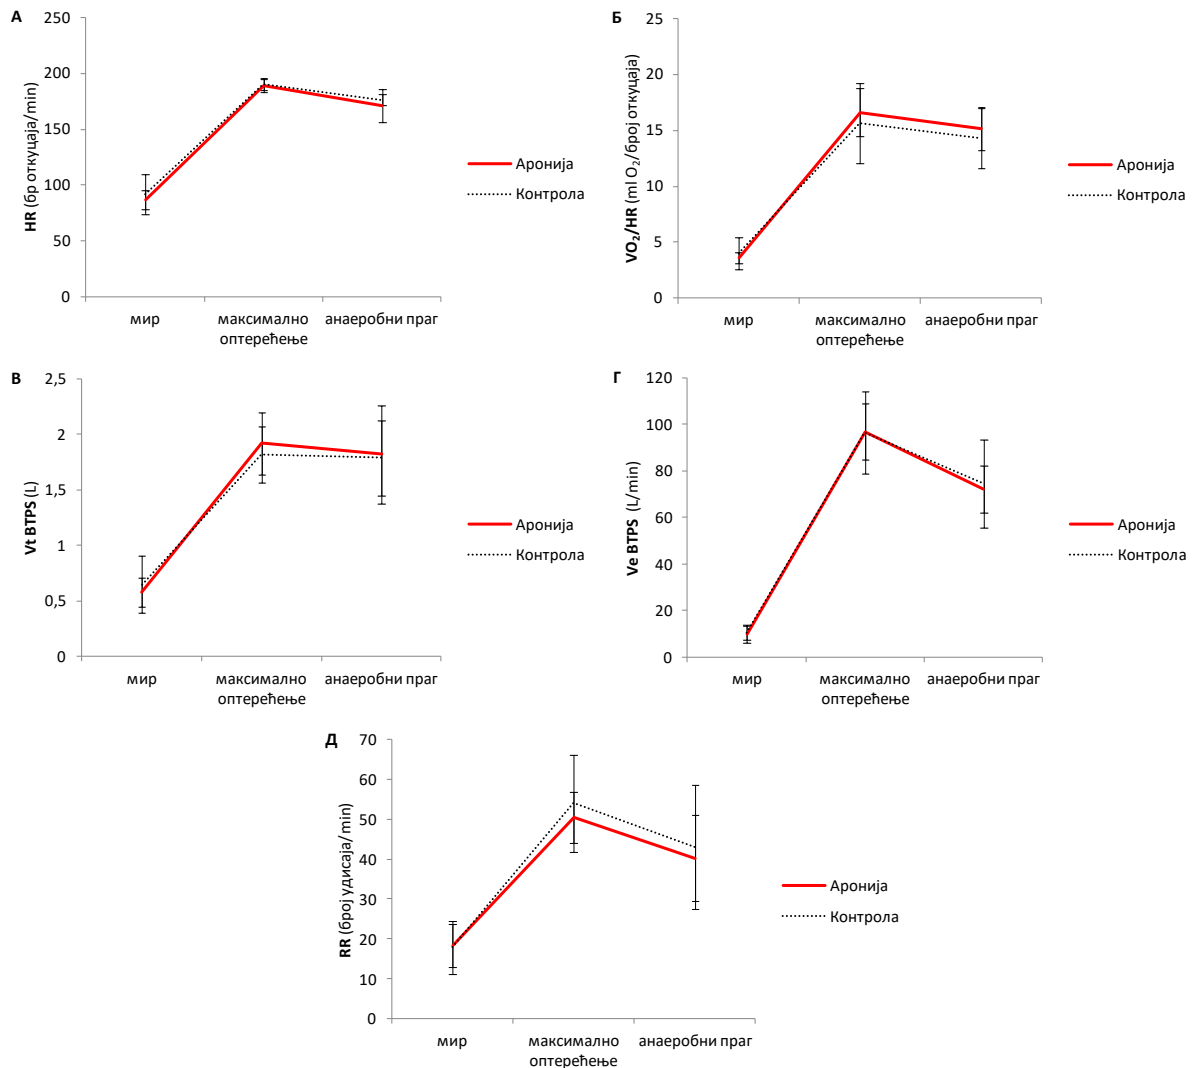 А
HR (бр откуцаја/min)
250
200
150
100
50
0
мир
максимално
оптерећење
анаеробни праг
Аронија
Контрола
Б
VO₂/HR (ml O₂/број откуцаја)
25
20
15
10
5
0
мир
максимално
оптерећење
анаеробни праг
Аронија
Контрола
В
Vt BTPS (L)
2,5
2
1,5
1
0,5
0
мир
максимално
оптерећење
анаеробни праг
Аронија
Контрола
Г
Ve BTPS (L/min)
120
100
80
60
40
20
0
мир
максимално
оптерећење
анаеробни праг
Аронија
Контрола
Д
RR (број удисаја/min)
70
60
50
40
30
20
10
0
мир
максимално
оптерећење
анаеробни праг
Аронија
Контрола